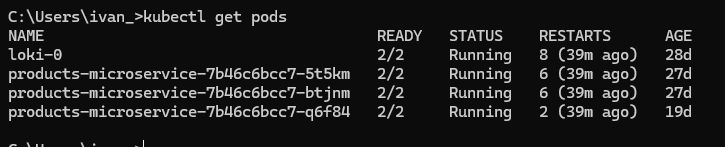 C:\Users\ivan_>kubectl get pods
NAME                                  READY   STATUS    RESTARTS      AGE
loki-0                                2/2     Running   8 (39m ago)   28d
products-microservice-7b46c6bcc7-5t5km   2/2     Running   6 (39m ago)   27d
products-microservice-7b46c6bcc7-btjnm   2/2     Running   6 (39m ago)   27d
products-microservice-7b46c6bcc7-q6f84   2/2     Running   2 (39m ago)   19d
C:\Users\ivan_>